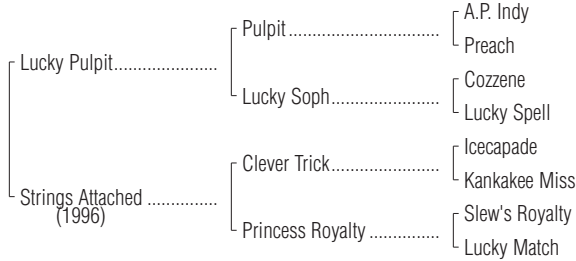 A.P. Indy
Pulpit
Preach
Lucky Pulpit
Cozzene
Lucky Soph
Lucky Spell
Icecapade
Clever Trick
Kankakee Miss
Strings Attached
(1996)
Slew's Royalty
Princess Royalty
Lucky Match